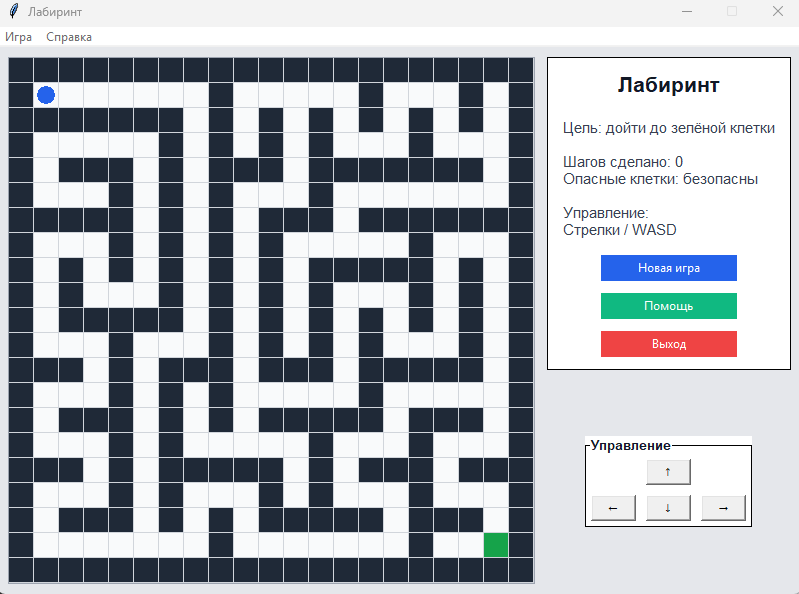 Лабиринт
Игра Справка
Лабиринт
Цель: дойти до зелёной клетки
Шагов сделано: 0
Опасные клетки: безопасны
Управление:
Стрелки / WASD
Новая игра
Помощь
Выход
Управление
↑
← ↓ →